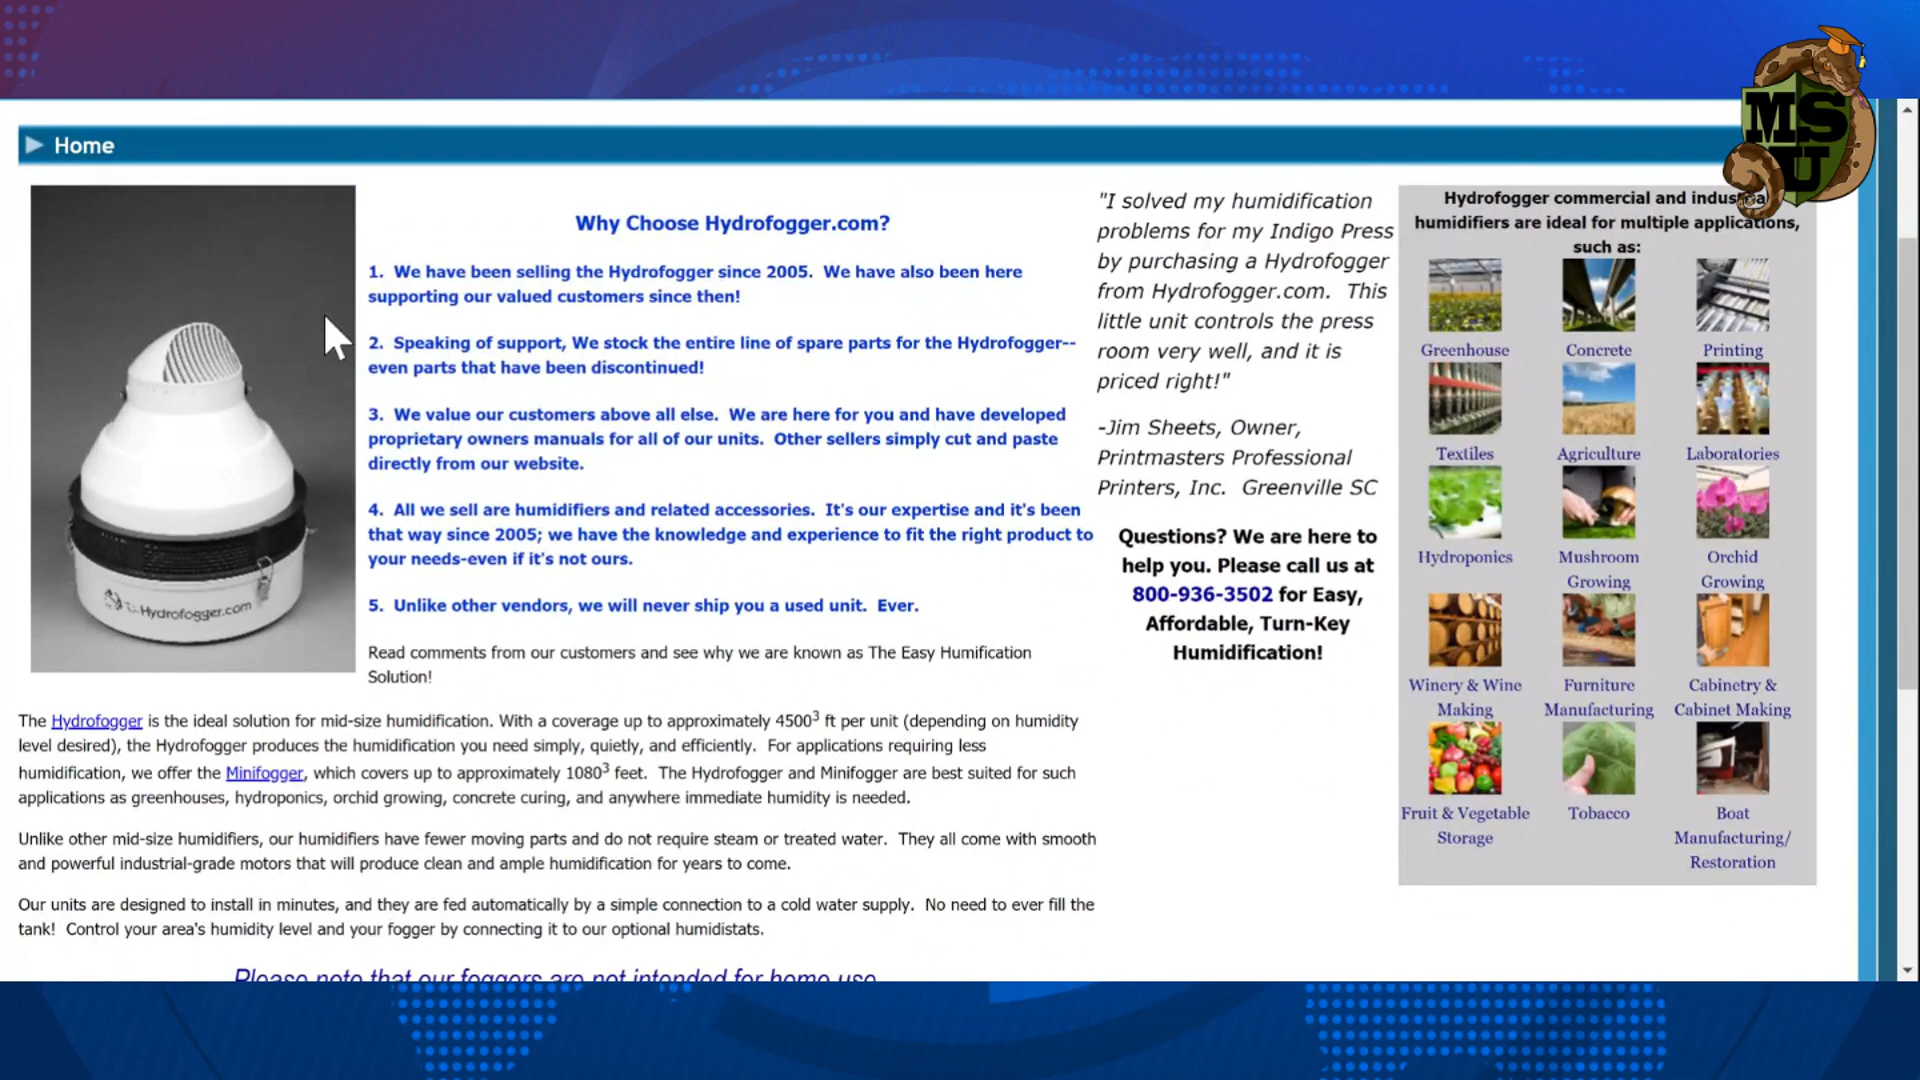 MS
U
Home
Why Choose Hydrofogger.com?
1. We have been selling the Hydrofogger since 2005. We have also been here
supporting our valued customers since then!
2. Speaking of support, We stock the entire line of spare parts for the Hydrofogger--
even parts that have been discontinued!
3. We value our customers above all else. We are here for you and have developed
proprietary owners manuals for all of our units. Other sellers simply cut and paste
directly from our website.
4. All we sell are humidifiers and related accessories. It's our expertise and it's been
that way since 2005; we have the knowledge and experience to fit the right product to
your needs-even if it's not ours.
5. Unlike other vendors, we will never ship you a used unit. Ever.
Read comments from our customers and see why we are known as The Easy Humification
Solution!
Hydrofogger.com
The Hydrofogger is the ideal solution for mid-size humidification. With a coverage up to approximately 4500³ ft per unit (depending on humidity
level desired), the Hydrofogger produces the humidification you need simply, quietly, and efficiently. For applications requiring less
humidification, we offer the Minifogger, which covers up to approximately 1080³ feet. The Hydrofogger and Minifogger are best suited for such
applications as greenhouses, hydroponics, orchid growing, concrete curing, and anywhere immediate humidity is needed.
Unlike other mid-size humidifiers, our humidifiers have fewer moving parts and do not require steam or treated water. They all come with smooth
and powerful industrial-grade motors that will produce clean and ample humidification for years to come.
Our units are designed to install in minutes, and they are fed automatically by a simple connection to a cold water supply. No need to ever fill the
tank! Control your area's humidity level and your fogger by connecting it to our optional humidistats.
Please note that our foggers are not intended for home use
"I solved my humidification
problems for my Indigo Press
by purchasing a Hydrofogger
from Hydrofogger.com. This
little unit controls the press
room very well, and it is
priced right!"
-Jim Sheets, Owner,
Printmasters Professional
Printers, Inc. Greenville SC
Questions? We are here to
help you. Please call us at
800-936-3502 for Easy,
Affordable, Turn-Key
Humidification!
Hydrofogger commercial and industrial
humidifiers are ideal for multiple applications,
such as:
Greenhouse Concrete Printing
Textiles Agriculture Laboratories
Hydroponics Mushroom Orchid
Growing Growing
Winery & Wine Furniture Cabinetry &
Making Manufacturing Cabinet Making
Fruit & Vegetable Tobacco Boat
Storage Manufacturing/
Restoration